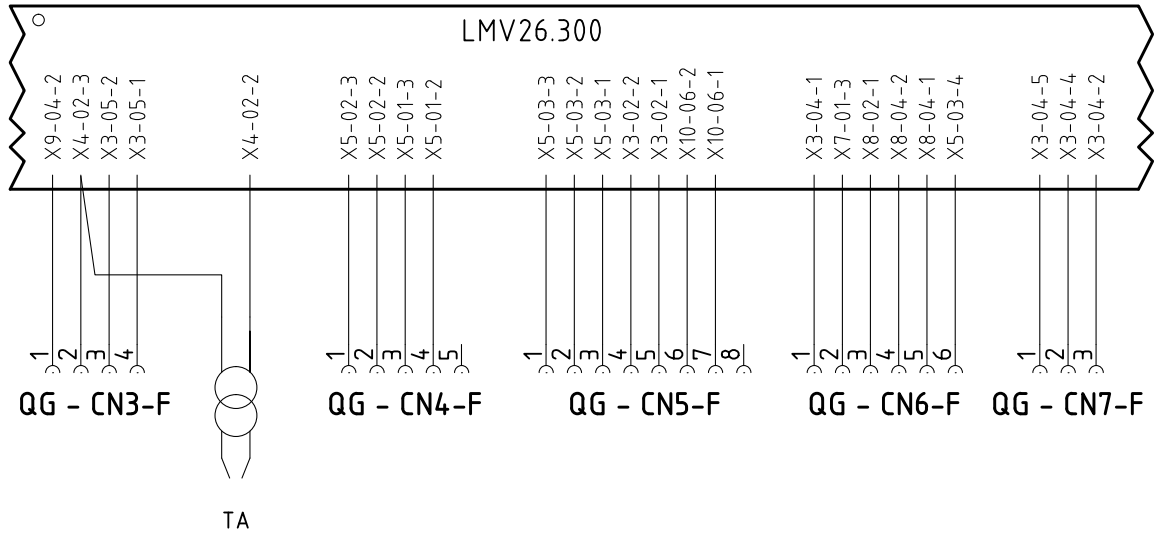 LMV26.300
X9-04-2
X4-02-3
X3-05-2
X3-05-1
X4-02-2
X5-02-3
X5-02-2
X5-01-3
X5-01-2
X5-03-3
X5-03-2
X5-03-1
X3-02-2
X3-02-1
X10-06-2
X10-06-1
X3-04-1
X7-01-3
X8-02-1
X8-04-2
X8-04-1
X5-03-4
X3-04-5
X3-04-4
X3-04-2
1 2 3 4
1 2 3 4 5
1 2 3 4 5 6 7 8
1 2 3 4 5 6
1 2 3
QG - CN3-F
QG - CN4-F
QG - CN5-F
QG - CN6-F
QG - CN7-F
TA